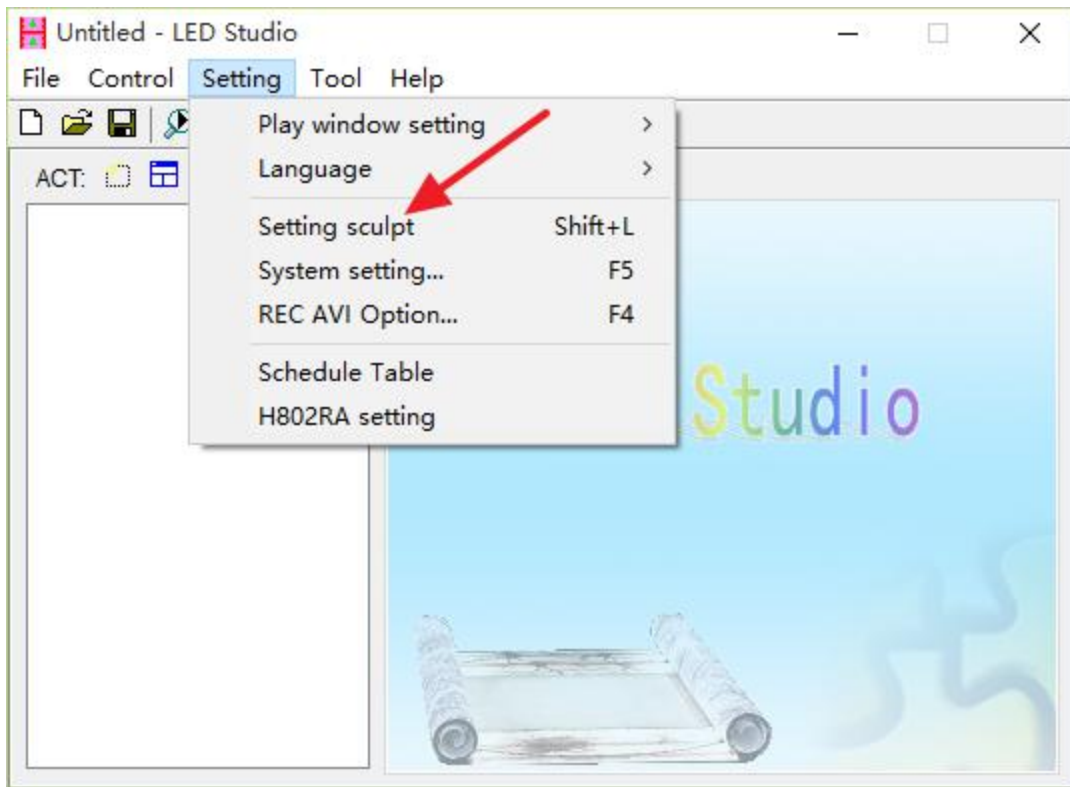 Untitled - LED Studio
File Control Setting Tool Help
ACT:
Play window setting >
Language >
Setting sculpt Shift+L
System setting... F5
REC AVI Option... F4
Schedule Table
H802RA setting
Studio